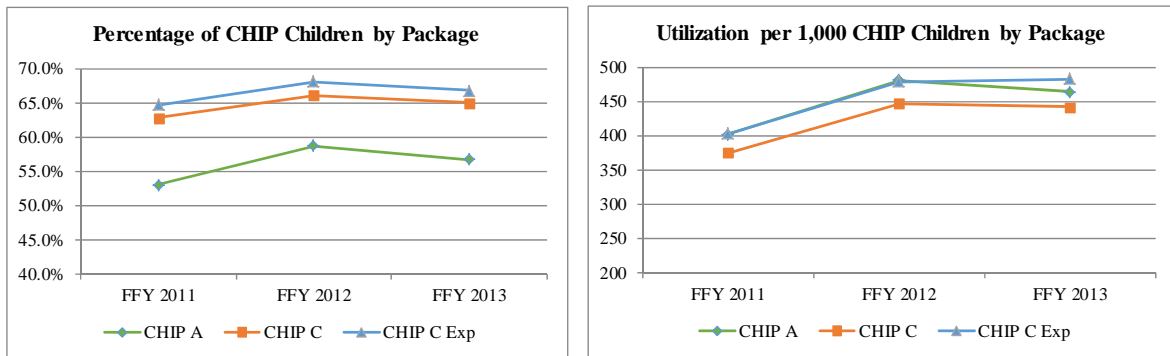 Percentage of CHIP Children by Package
70.0%
65.0%
60.0%
55.0%
50.0%
45.0%
40.0%
FFY 2011 FFY 2012 FFY 2013
CHIP A CHIP C CHIP C Exp
Utilization per 1,000 CHIP Children by Package
500
450
400
350
300
250
200
FFY 2011 FFY 2012 FFY 2013
CHIP A CHIP C CHIP C Exp